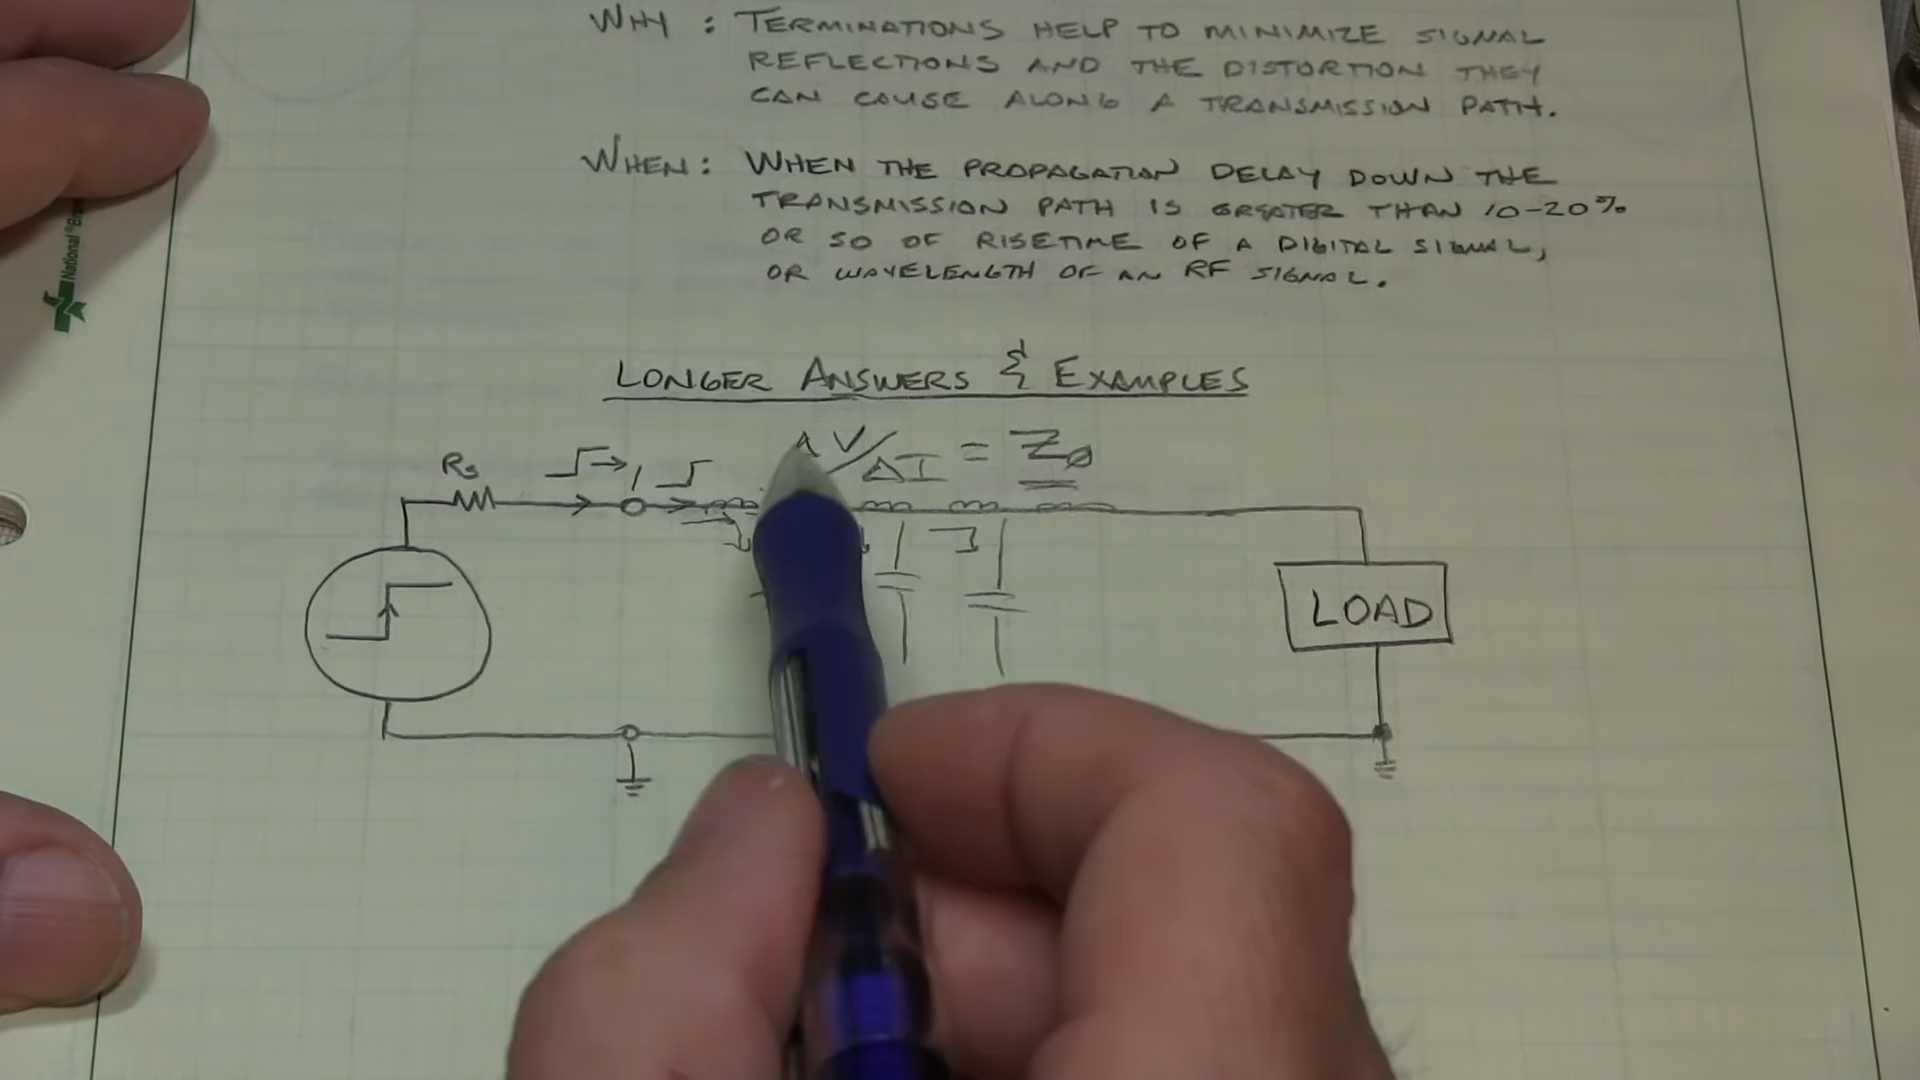 WHY : TERMINATIONS HELP TO MINIMIZE SIGNAL
REFLECTIONS AND THE DISTORTION THEY
CAN CAUSE ALONG A TRANSMISSION PATH.
WHEN: WHEN THE PROPAGATION DELAY DOWN THE
TRANSMISSION PATH IS GREATER THAN 10-20%
OR SO OF RISETIME OF A DIGITAL SIGNAL,
OR WAVELENGTH OF AN RF SIGNAL.
National ®Bra
LONGER ANSWERS & EXAMPLES
ΔV/ΔI = Z0
Rs
LOAD